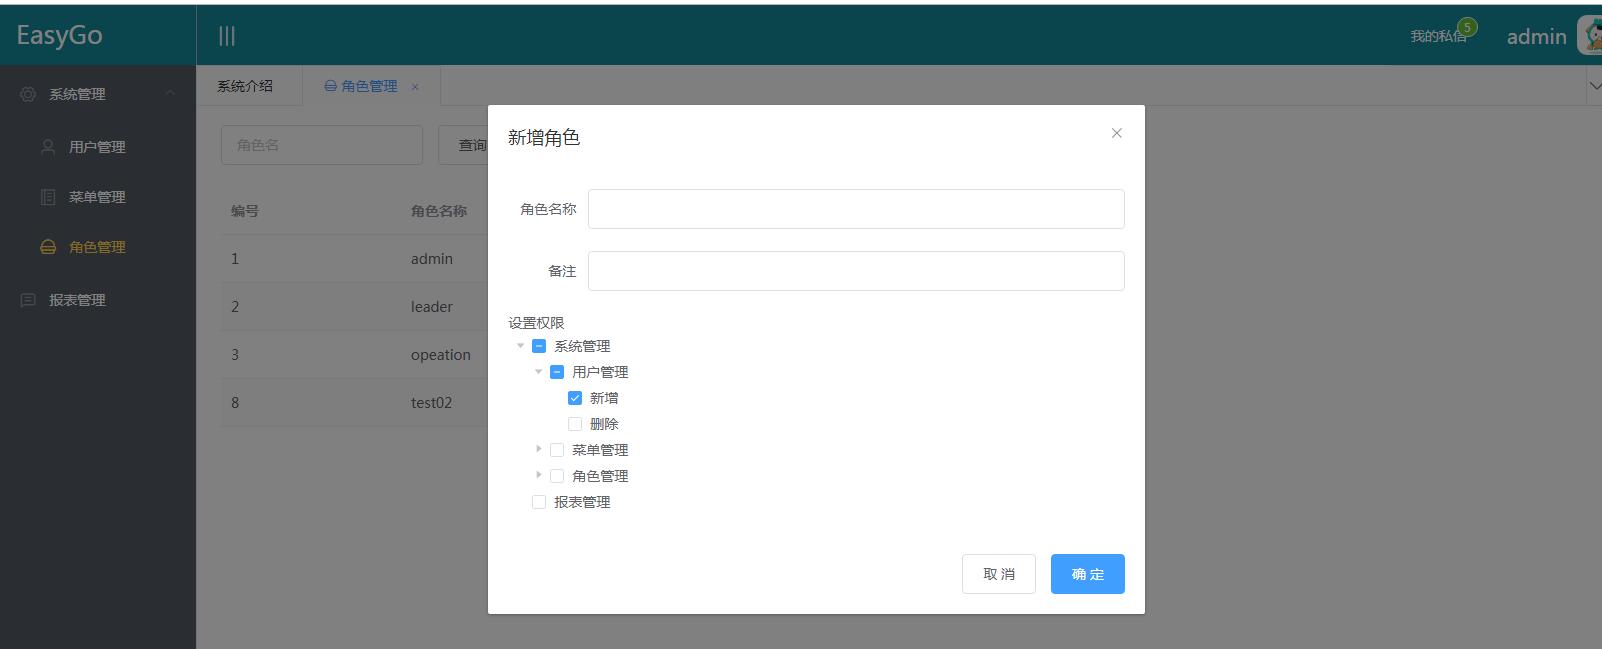 EasyGo
我的私信
5
admin
系统管理
用户管理
菜单管理
角色管理
报表管理
系统介绍
角色管理
角色名
查询
编号 角色名称
1 admin
2 leader
3 opeation
8 test02
新增角色
角色名称
备注
设置权限
系统管理
用户管理
新增
删除
菜单管理
角色管理
报表管理
取 消
确 定